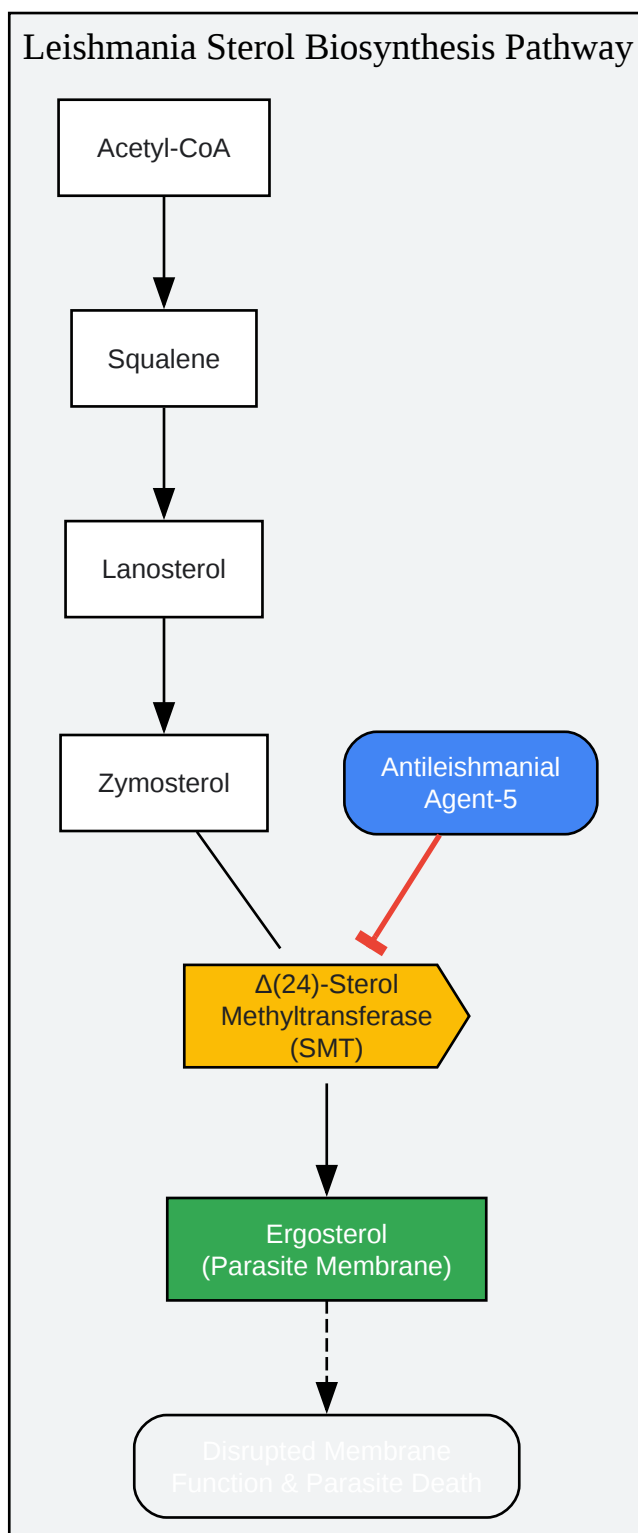 Leishmania Sterol Biosynthesis Pathway
Acetyl-CoA
Squalene
Lanosterol
Zymosterol
Antileishmanial
Agent-5
Δ(24)-Sterol
Methyltransferase
(SMT)
Ergosterol
(Parasite Membrane)
Disrupted Membrane
Function & Parasite Death